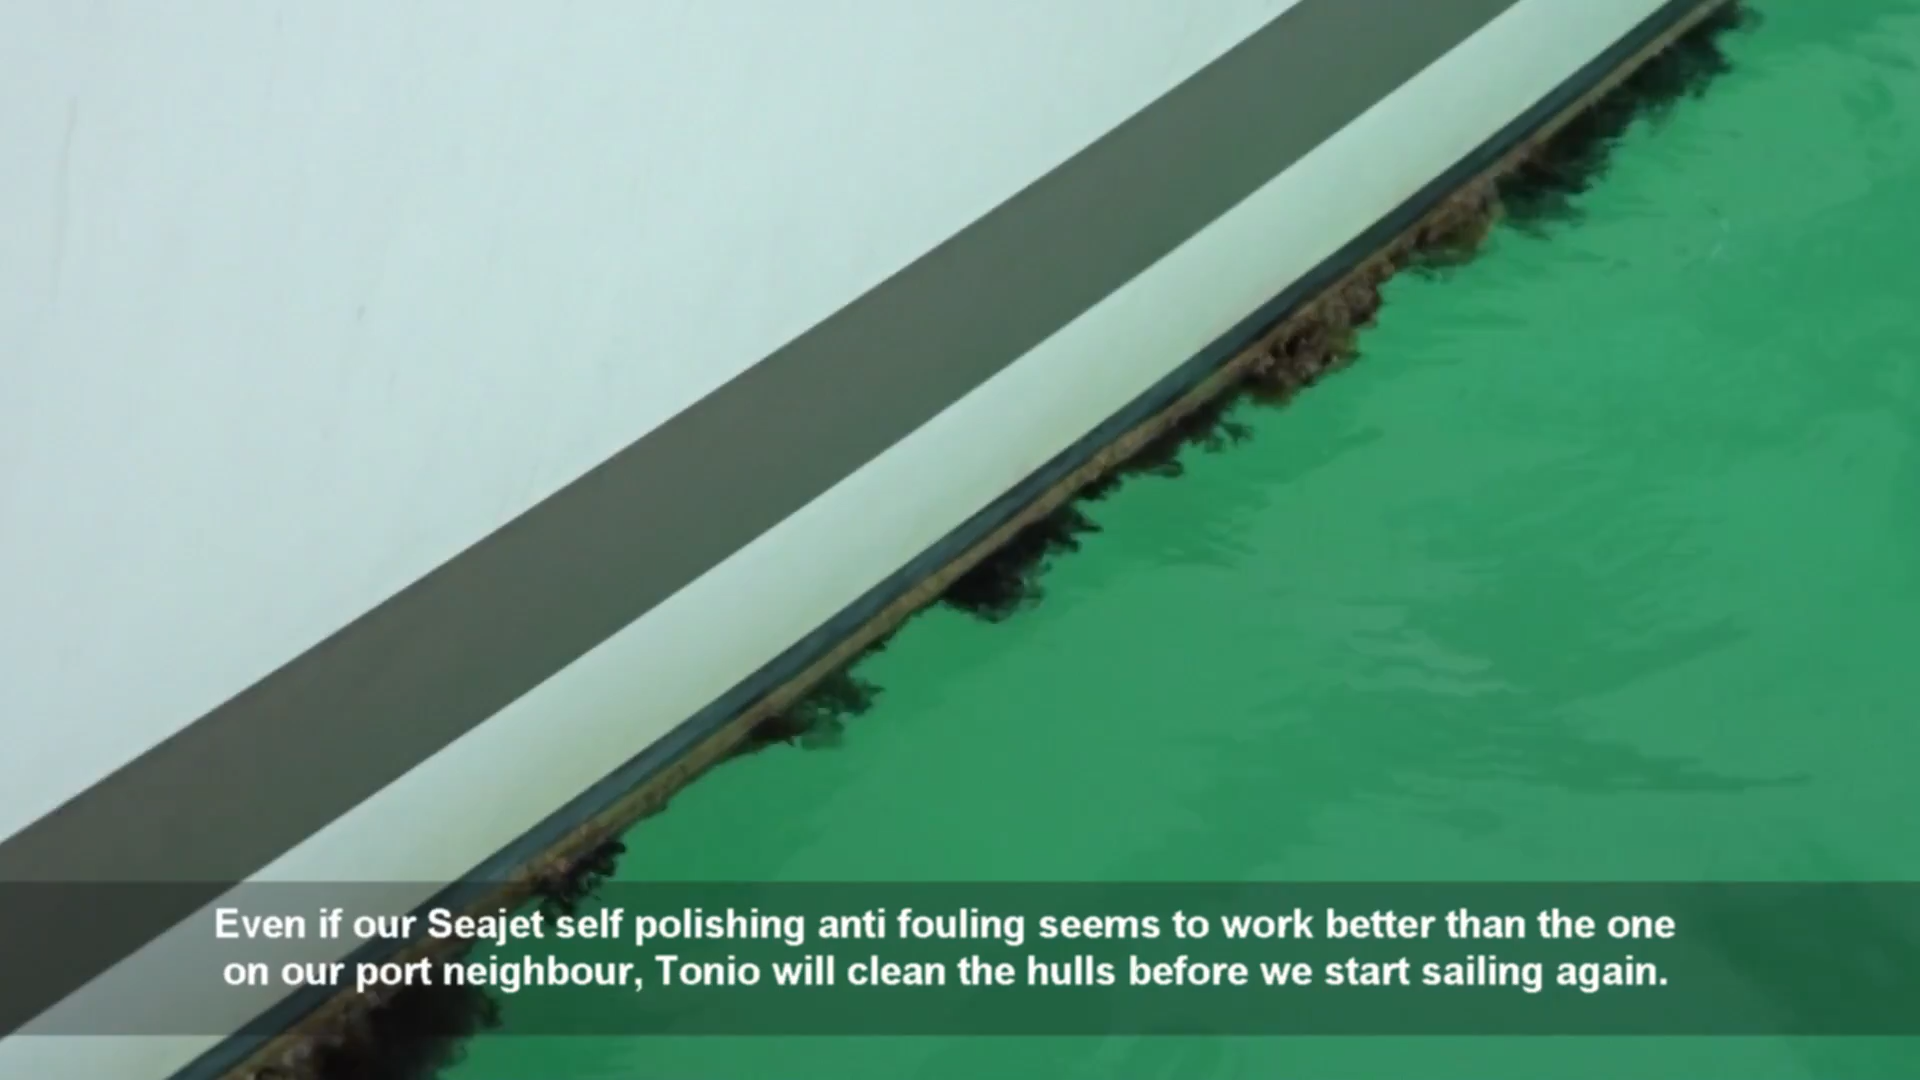 Even if our Seajet self polishing anti fouling seems to work better than the one
on our port neighbour, Tonio will clean the hulls before we start sailing again.